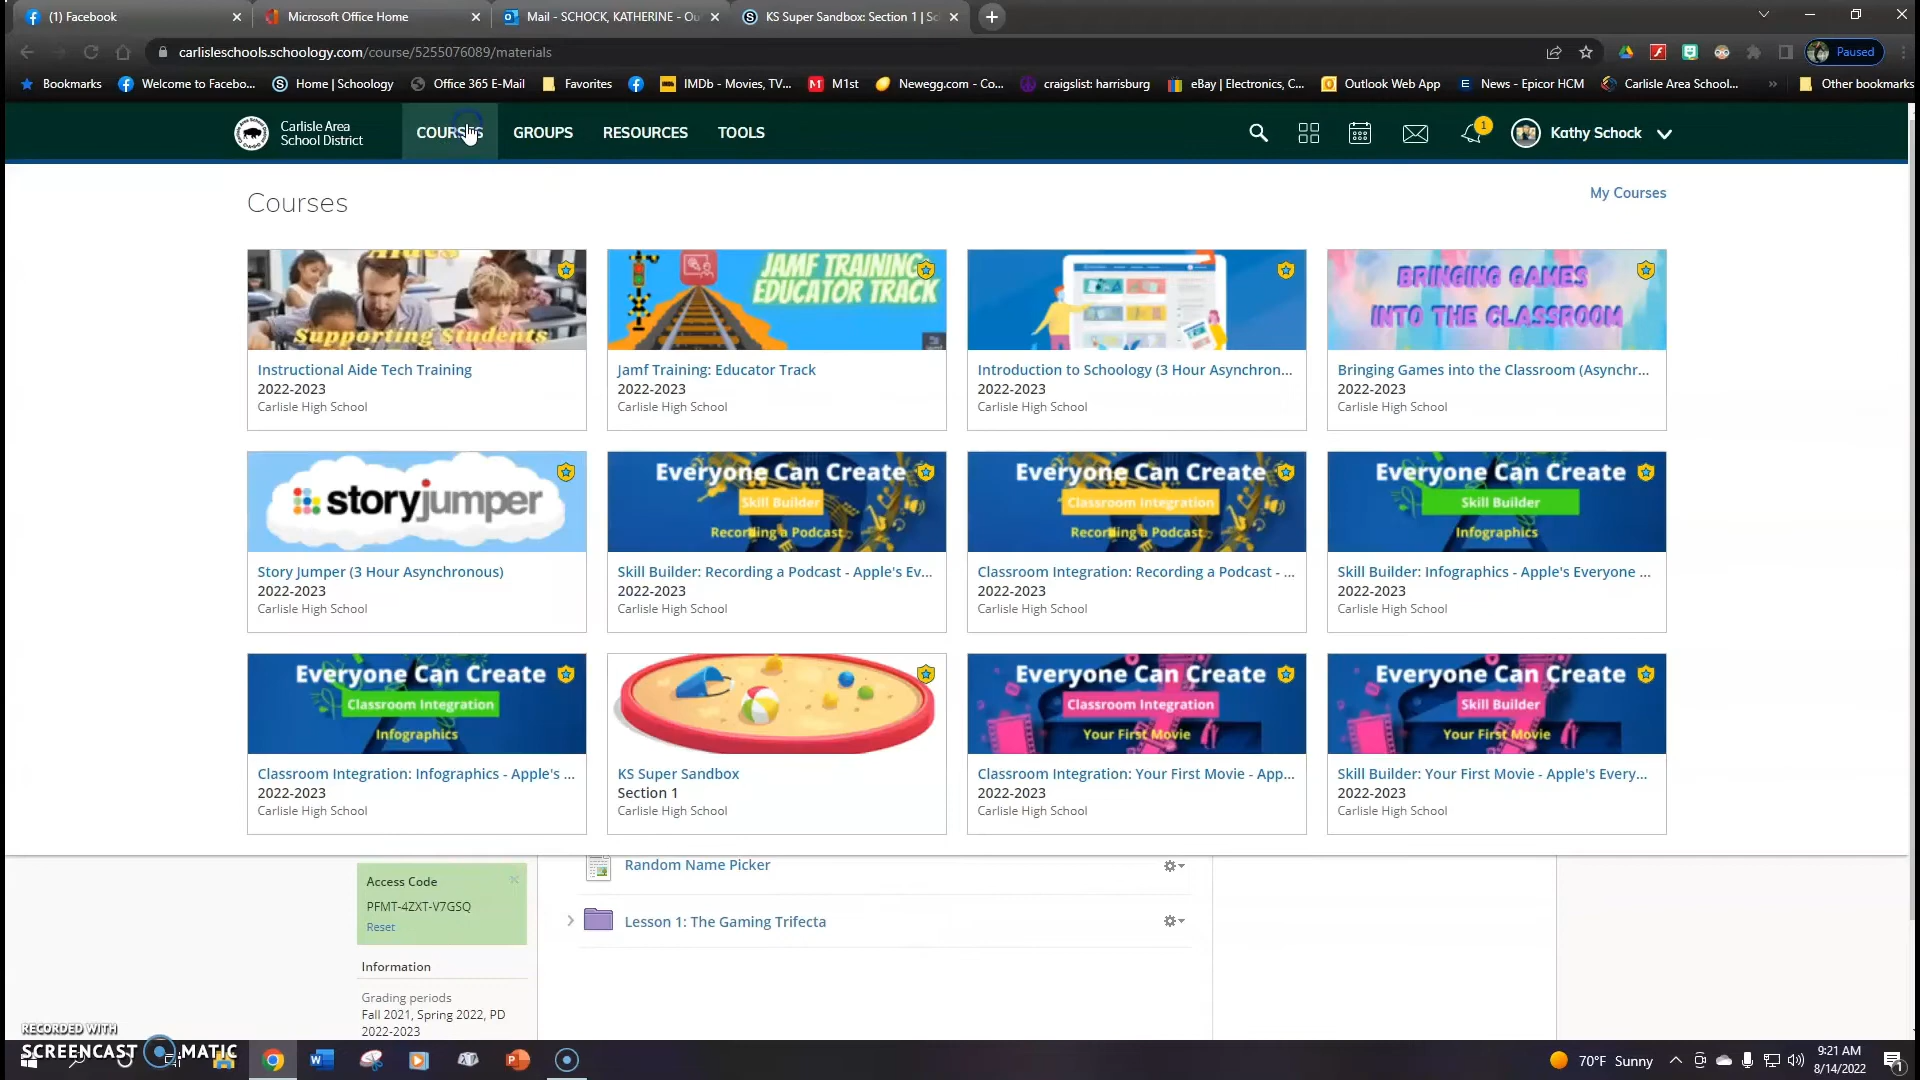 (1) Facebook
Microsoft Office Home
Mail - SCHOCK, KATHERINE - Ou
KS Super Sandbox: Section 1 | Sc
carlisleschools.schoology.com/course/5255076089/materials
Paused
Bookmarks
Welcome to Facebo...
Home | Schoology
Office 365 E-Mail
Favorites
IMDb - Movies, TV...
M1st
Newegg.com - Co...
craigslist: harrisburg
eBay | Electronics, C...
Outlook Web App
News - Epicor HCM
Carlisle Area School...
Other bookmarks
Carlisle Area
School District
COURSES
GROUPS
RESOURCES
TOOLS
1
Kathy Schock
Courses
My Courses
Supporting Students
JAMF TRAINING
EDUCATOR TRACK
BRINGING GAMES
INTO THE CLASSROOM
Instructional Aide Tech Training
2022-2023
Carlisle High School
Jamf Training: Educator Track
2022-2023
Carlisle High School
Introduction to Schoology (3 Hour Asynchron...
2022-2023
Carlisle High School
Bringing Games into the Classroom (Asynchr...
2022-2023
Carlisle High School
storyjumper
Everyone Can Create
Skill Builder
Recording a Podcast
Everyone Can Create
Classroom Integration
Recording a Podcast
Everyone Can Create
Skill Builder
Infographics
Story Jumper (3 Hour Asynchronous)
2022-2023
Carlisle High School
Skill Builder: Recording a Podcast - Apple's Ev...
2022-2023
Carlisle High School
Classroom Integration: Recording a Podcast - ...
2022-2023
Carlisle High School
Skill Builder: Infographics - Apple's Everyone ...
2022-2023
Carlisle High School
Everyone Can Create
Classroom Integration
Infographics
Everyone Can Create
Classroom Integration
Your First Movie
Everyone Can Create
Skill Builder
Your First Movie
Classroom Integration: Infographics - Apple's ...
2022-2023
Carlisle High School
KS Super Sandbox
Section 1
Carlisle High School
Classroom Integration: Your First Movie - App...
2022-2023
Carlisle High School
Skill Builder: Your First Movie - Apple's Every...
2022-2023
Carlisle High School
Random Name Picker
Access Code
PFMT-4ZXT-V7GSQ
Reset
Lesson 1: The Gaming Trifecta
Information
Grading periods
Fall 2021, Spring 2022, PD
2022-2023
RECORDED WITH
SCREENCAST MATIC
70°F Sunny
9:21 AM
8/14/2022
1